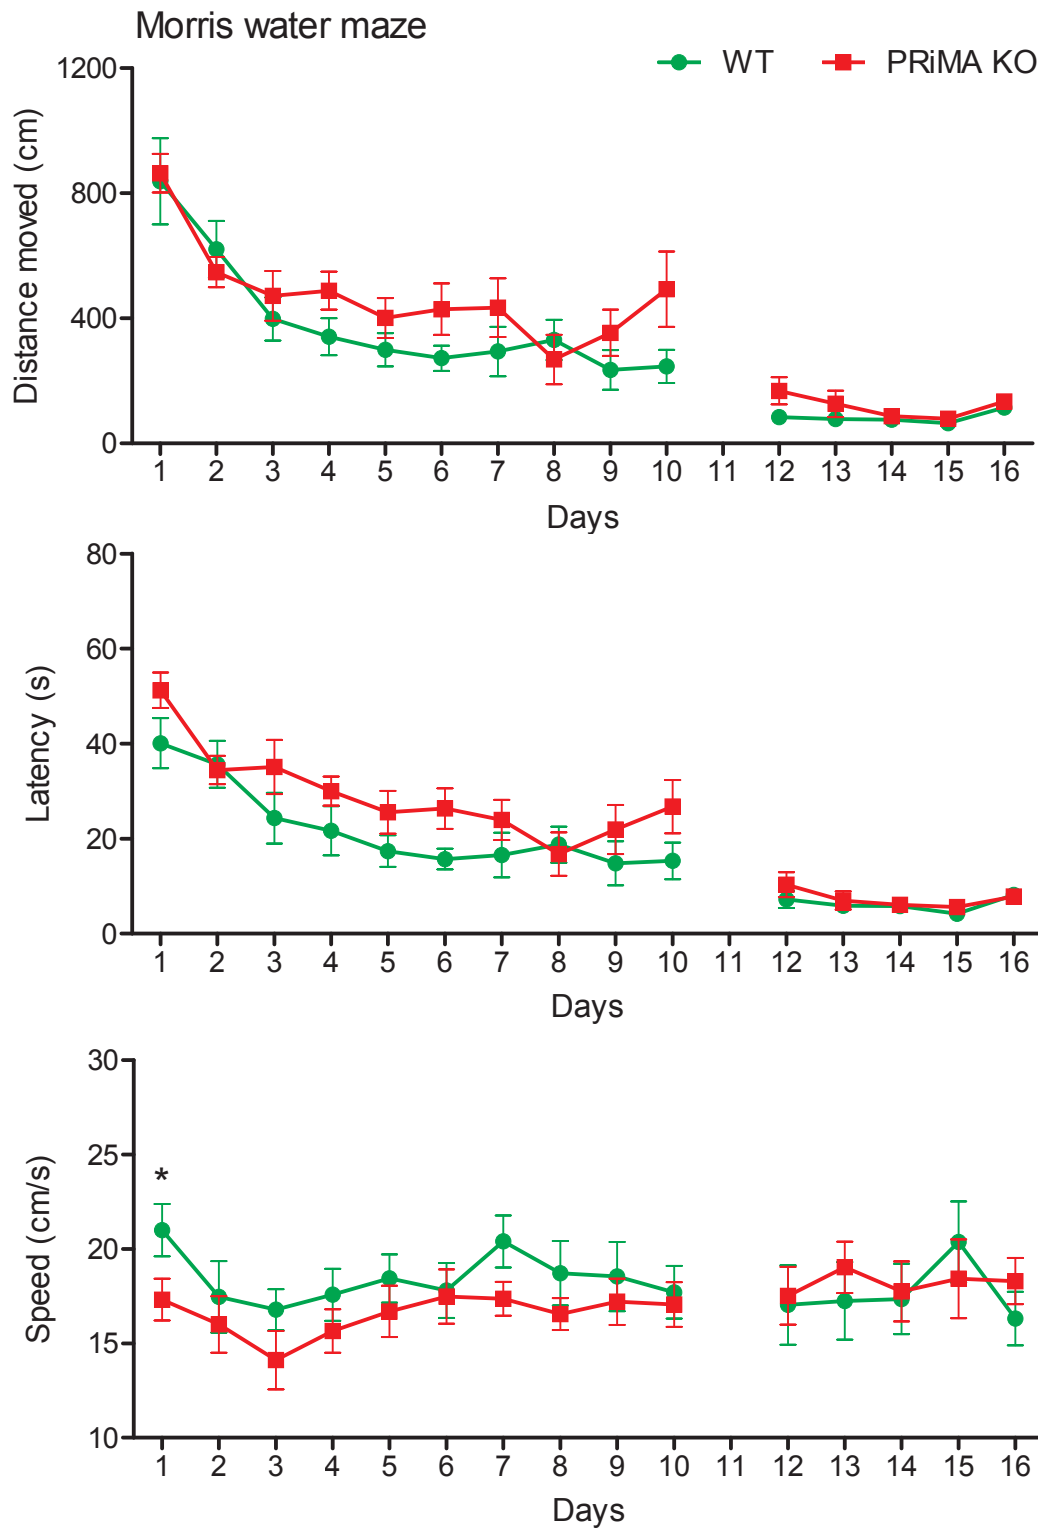 Morris water maze
WT PRiMA KO
Distance moved (cm)
1200
800
400
0
1 2 3 4 5 6 7 8 9 10 11 12 13 14 15 16
Days
Latency (s)
80
60
40
20
0
1 2 3 4 5 6 7 8 9 10 11 12 13 14 15 16
Days
Speed (cm/s)
30
25
20
15
10
*
1 2 3 4 5 6 7 8 9 10 11 12 13 14 15 16
Days